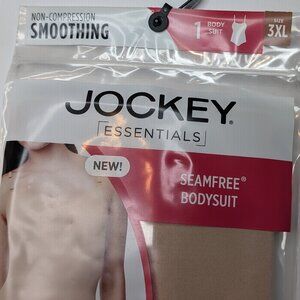 NON-COMPRESSION
SMOOTHING
1 BODY SUIT
SIZE 3XL
JOCKEY®
[ESSENTIALS]
NEW!
SEAMFREE®
BODYSUIT